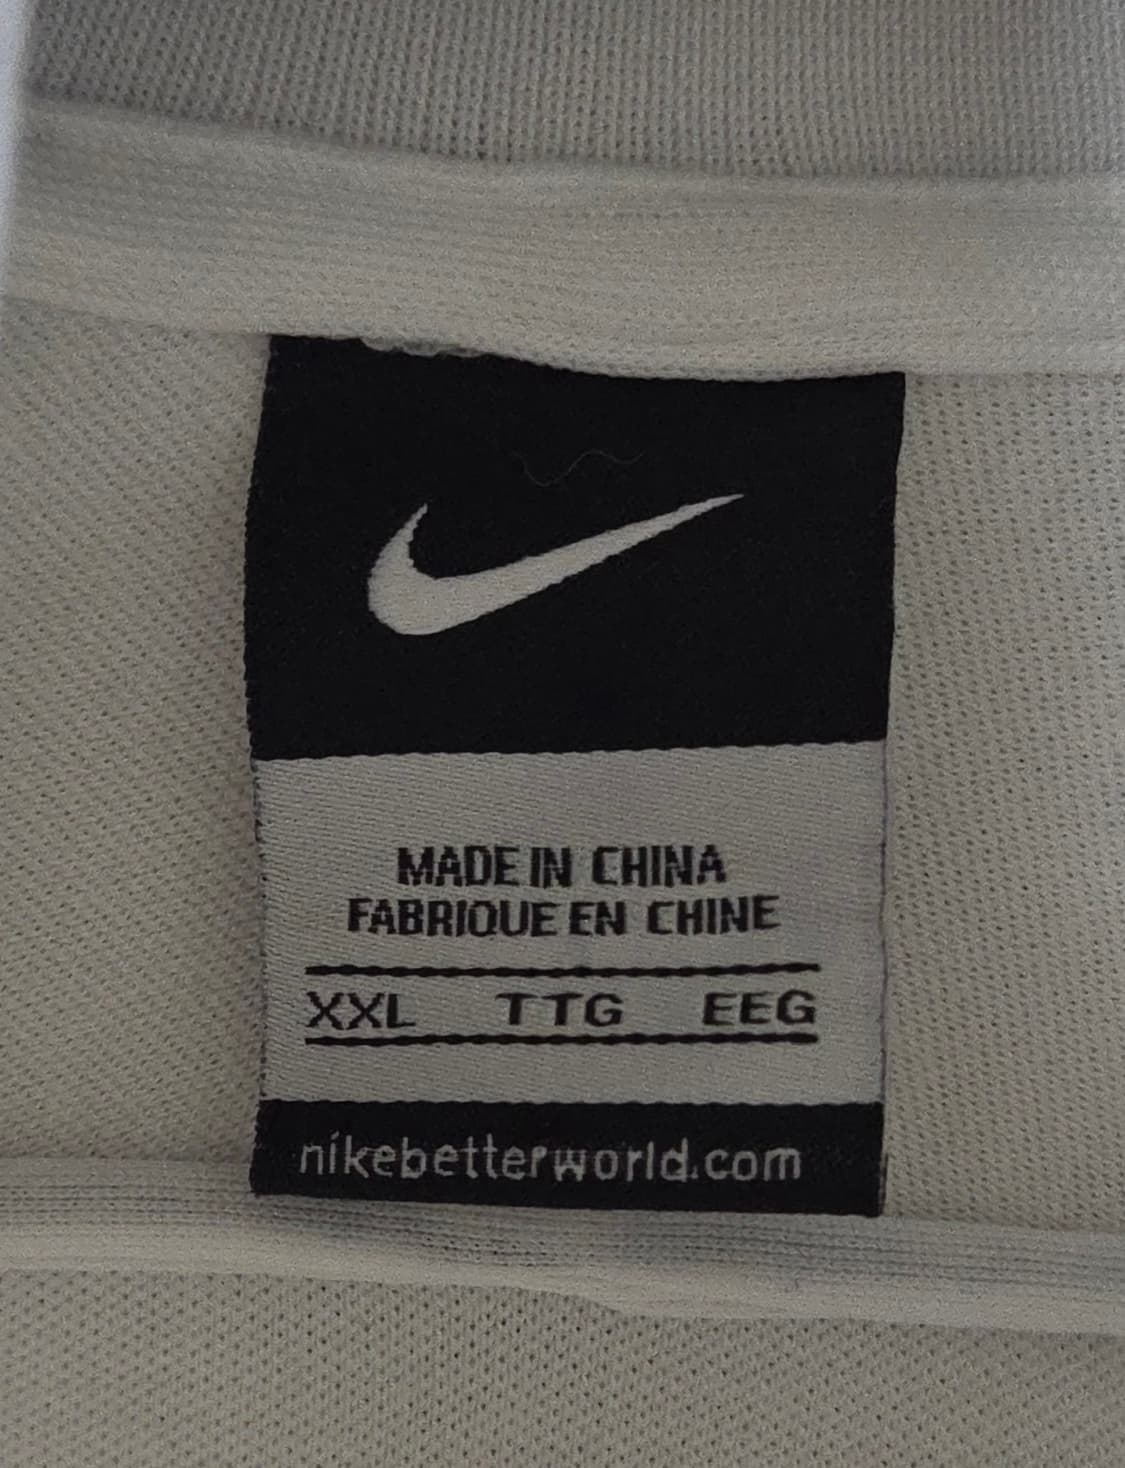 MADE IN CHINA
FABRIQUE EN CHINE
XXL TTG EEG
nikebetterworld.com